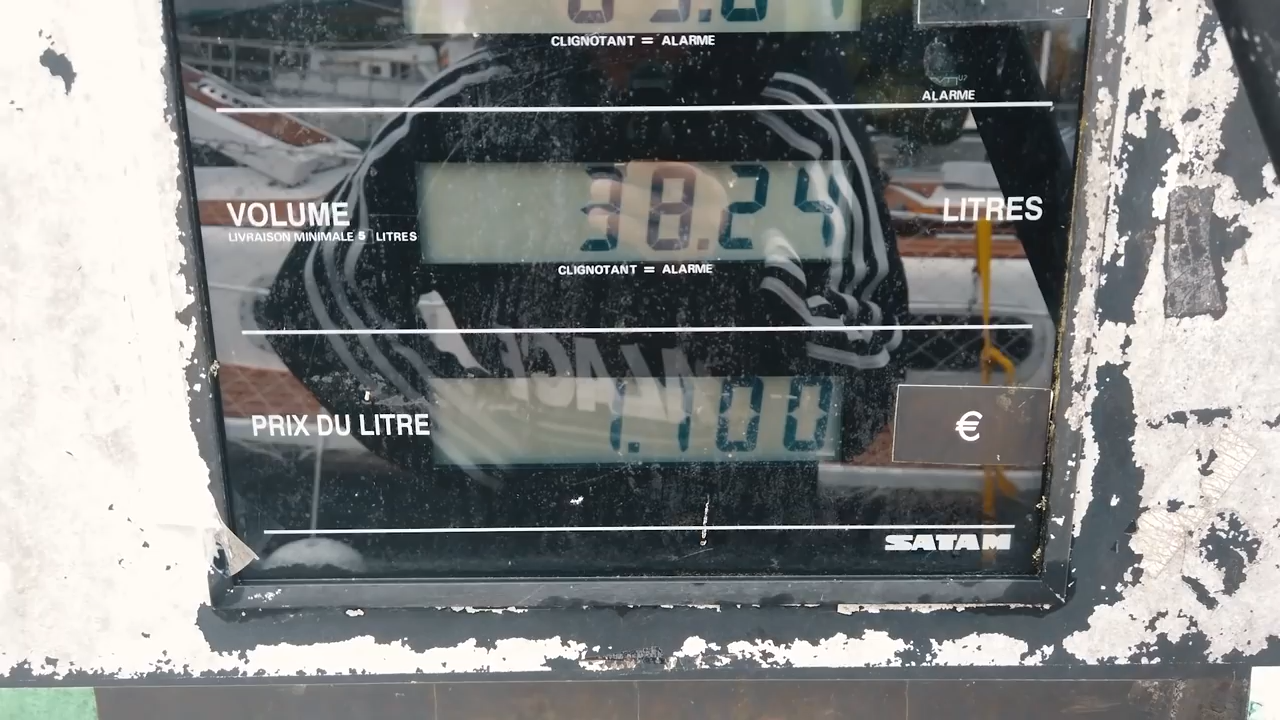 CLIGNOTANT = ALARME
ALARME
VOLUME
LIVRAISON MINIMALE 5 LITRES
38.24
LITRES
CLIGNOTANT = ALARME
PRIX DU LITRE
1.100
€
SATAM